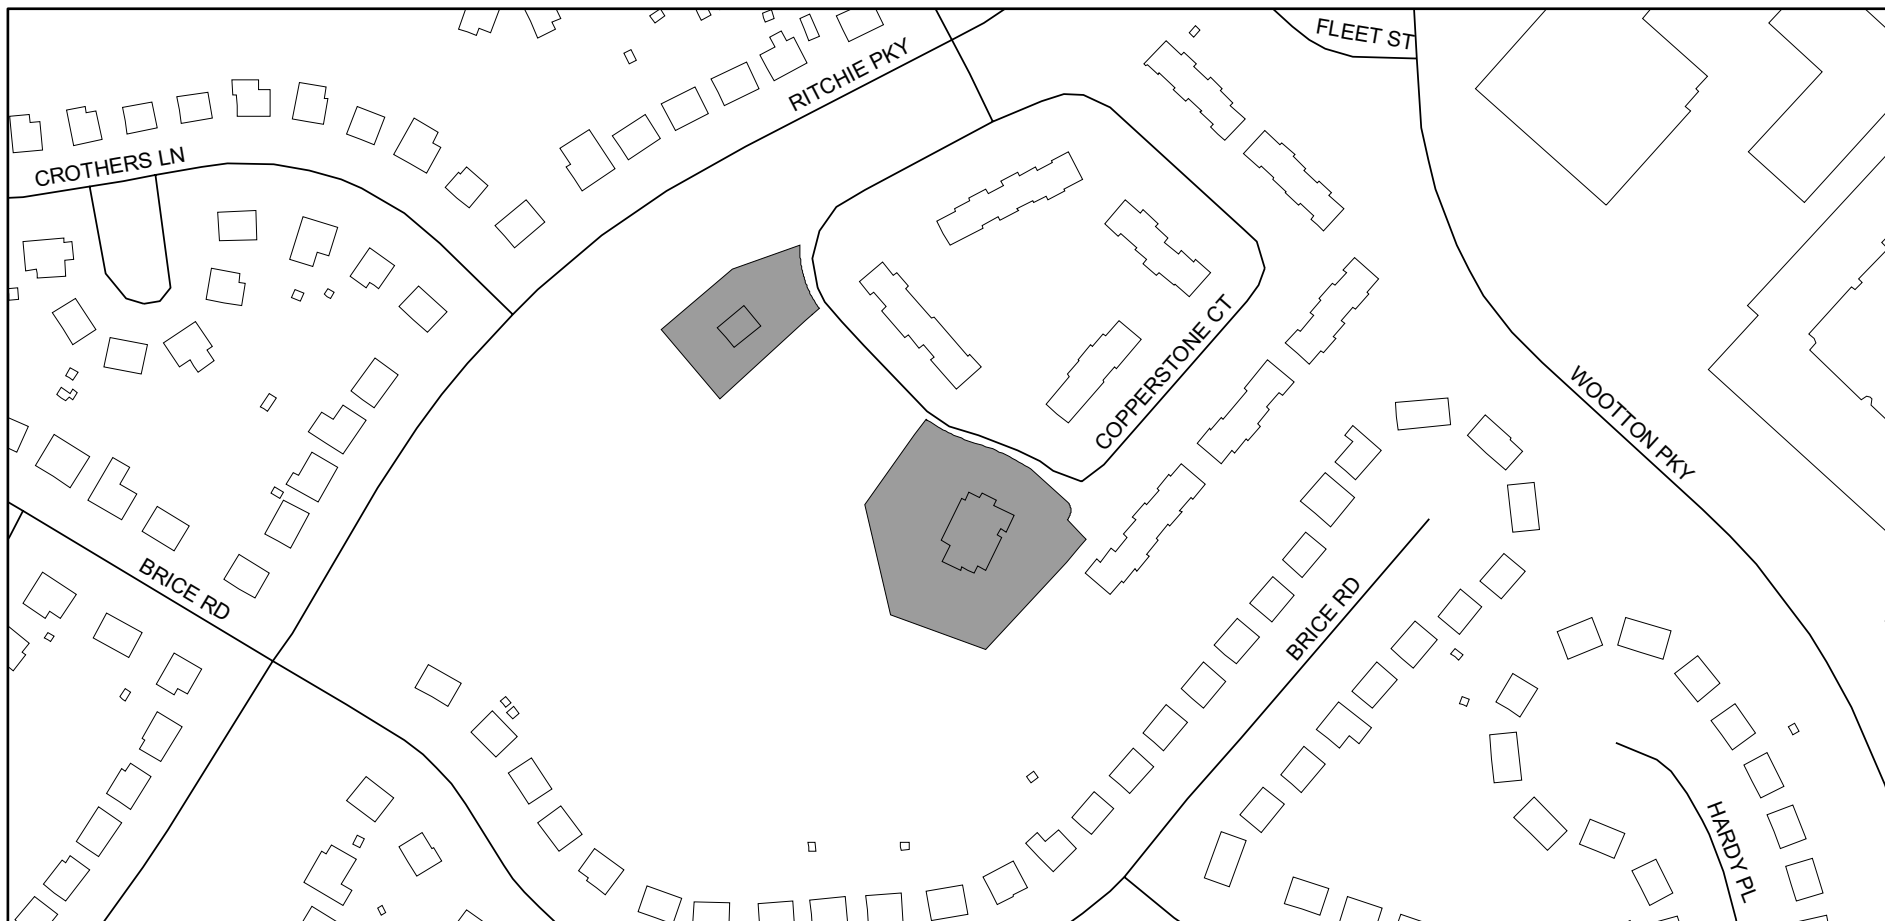 FLEET ST
RITCHIE PKY
CROTHERS LN
COPPERSTONE CT
WOOTTON PKY
BRICE RD
BRICE RD
HARDY PL